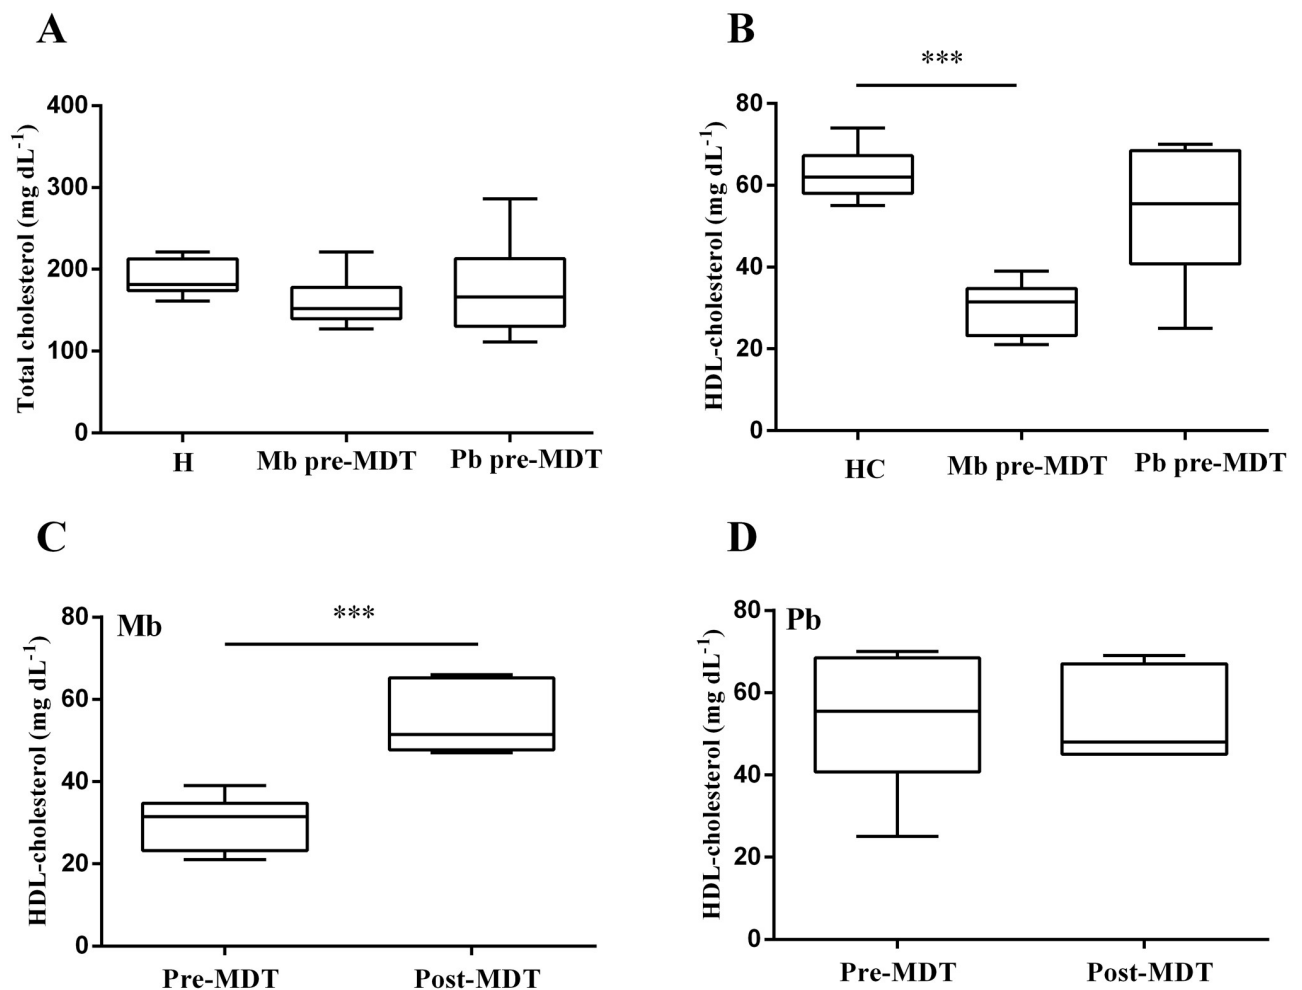 A
Total cholesterol (mg dL⁻¹)
400
300
200
100
0
H
Mb pre-MDT
Pb pre-MDT
B
***
HDL-cholesterol (mg dL⁻¹)
80
60
40
20
0
HC
Mb pre-MDT
Pb pre-MDT
C
Mb
***
HDL-cholesterol (mg dL⁻¹)
80
60
40
20
0
Pre-MDT
Post-MDT
D
Pb
HDL-cholesterol (mg dL⁻¹)
80
60
40
20
0
Pre-MDT
Post-MDT